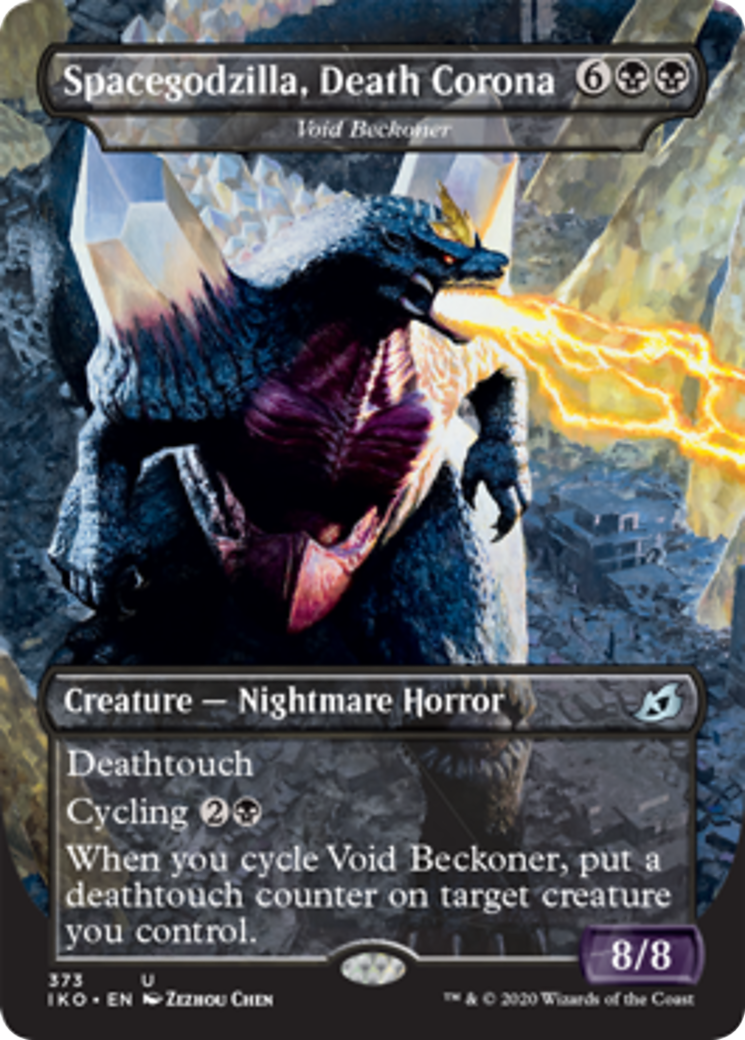 Spacegodzilla, Death Corona 6
Void Beckoner
Creature — Nightmare Horror
Deathtouch
Cycling 2
When you cycle Void Beckoner, put a
deathtouch counter on target creature
you control.
8/8
373 U
IKO • EN Zezhou Chen
™ & © 2020 Wizards of the Coast